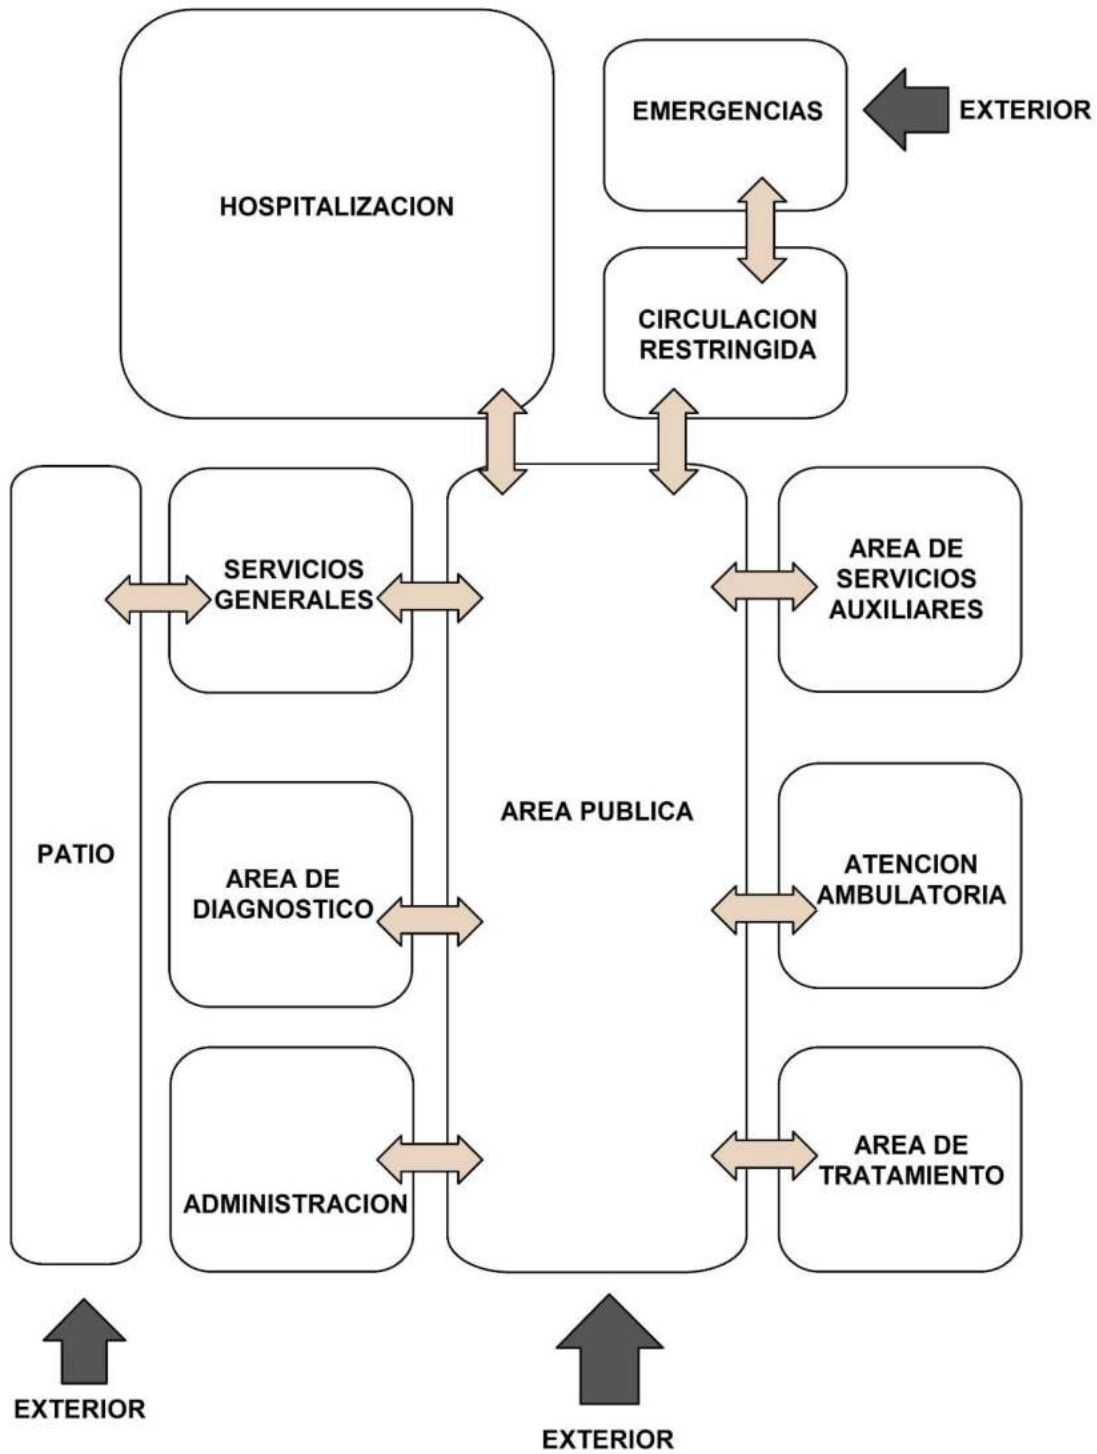 EMERGENCIAS
EXTERIOR
HOSPITALIZACION
CIRCULACION
RESTRINGIDA
SERVICIOS
GENERALES
AREA DE
SERVICIOS
AUXILIARES
AREA PUBLICA
PATIO
AREA DE
DIAGNOSTICO
ATENCION
AMBULATORIA
ADMINISTRACION
AREA DE
TRATAMIENTO
EXTERIOR
EXTERIOR